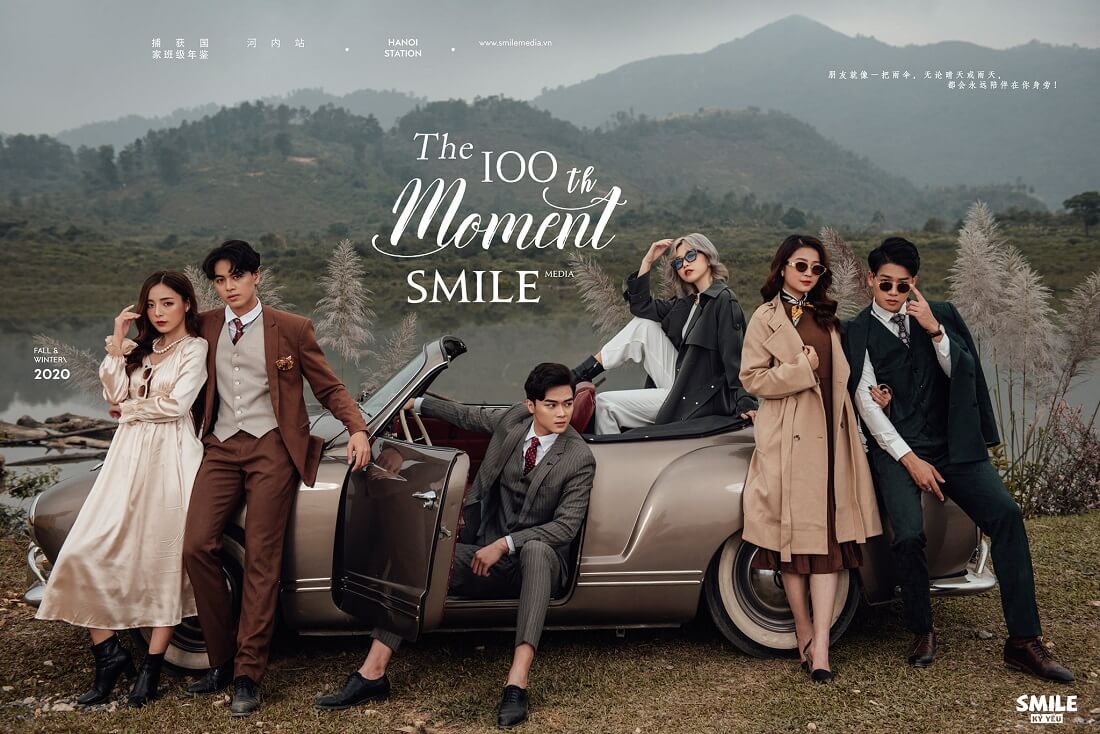 捕获国 河内站
家班级年鉴
HANOI
STATION
www.smilemedia.vn
朋友就像一把雨伞，无论晴天或雨天，
都会永远陪伴在你身旁！
The 100th
Moment
SMILE MEDIA
FALL &
WINTER\
2020
SMILE
KỶ YẾU